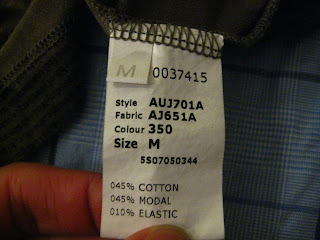 M 0037415
Style AUJ701A
Fabric AJ651A
Colour 350
Size M
5S07050344
045% COTTON
045% MODAL
010% ELASTIC